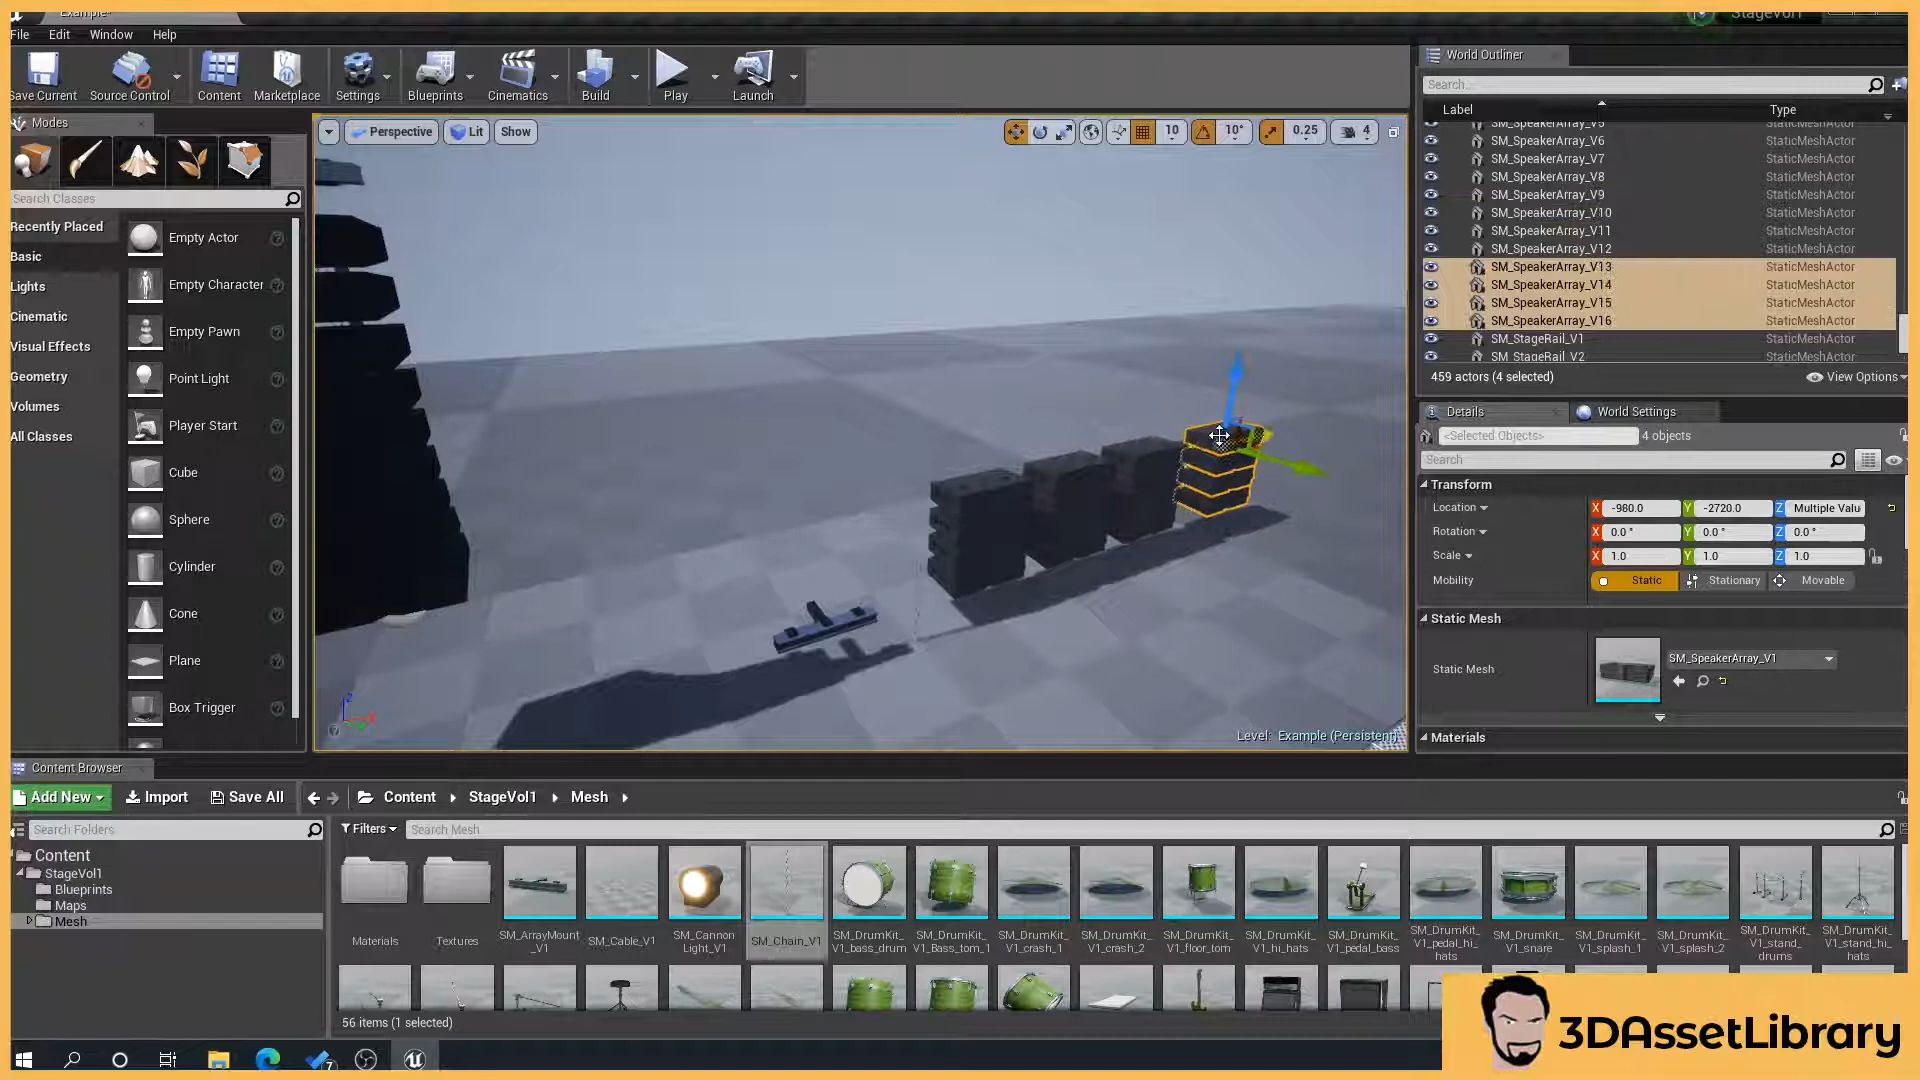 Example*
StageVol1
File Edit Window Help
Save Current Source Control Content Marketplace Settings Blueprints Cinematics Build Play Launch
Modes
Search Classes
Recently Placed
Basic
Lights
Cinematic
Visual Effects
Geometry
Volumes
All Classes
Empty Actor
Empty Character
Empty Pawn
Point Light
Player Start
Cube
Sphere
Cylinder
Cone
Plane
Box Trigger
Perspective Lit Show
10 10° 0.25 4
Level: Example (Persistent)
World Outliner
Search...
Label Type
SM_SpeakerArray_V5 StaticMeshActor
SM_SpeakerArray_V6 StaticMeshActor
SM_SpeakerArray_V7 StaticMeshActor
SM_SpeakerArray_V8 StaticMeshActor
SM_SpeakerArray_V9 StaticMeshActor
SM_SpeakerArray_V10 StaticMeshActor
SM_SpeakerArray_V11 StaticMeshActor
SM_SpeakerArray_V12 StaticMeshActor
SM_SpeakerArray_V13 StaticMeshActor
SM_SpeakerArray_V14 StaticMeshActor
SM_SpeakerArray_V15 StaticMeshActor
SM_SpeakerArray_V16 StaticMeshActor
SM_StageRail_V1 StaticMeshActor
SM_StageRail_V2 StaticMeshActor
459 actors (4 selected) View Options
Details World Settings
<Selected Objects> 4 objects
Search
Transform
Location X -980.0 Y -2720.0 Z Multiple Valu
Rotation X 0.0 ° Y 0.0 ° Z 0.0 °
Scale X 1.0 Y 1.0 Z 1.0
Mobility Static Stationary Movable
Static Mesh
Static Mesh SM_SpeakerArray_V1
Materials
Content Browser
Add New Import Save All Content StageVol1 Mesh
Search Folders
Filters Search Mesh
Content
StageVol1
Blueprints
Maps
Mesh
Materials
Textures
SM_ArrayMount_V1
SM_Cable_V1
SM_Cannon Light_V1
SM_Chain_V1
SM_DrumKit_V1_bass_drum
SM_DrumKit_V1_Bass_tom_1
SM_DrumKit_V1_crash_1
SM_DrumKit_V1_crash_2
SM_DrumKit_V1_floor_tom
SM_DrumKit_V1_hi_hats
SM_DrumKit_V1_pedal_bass
SM_DrumKit_V1_pedal_hi_hats
SM_DrumKit_V1_snare
SM_DrumKit_V1_splash_1
SM_DrumKit_V1_splash_2
SM_DrumKit_V1_stand_drums
SM_DrumKit_V1_stand_hi_hats
56 items (1 selected)
7
3DAssetLibrary